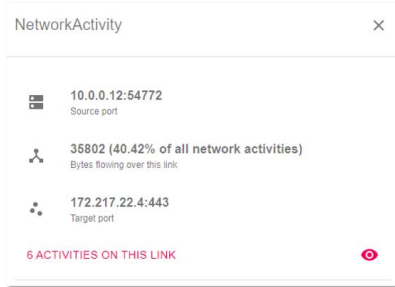 NetworkActivity
10.0.0.12:54772
Source port
35802 (40.42% of all network activities)
Bytes flowing over this link
172.217.22.4:443
Target port
6 ACTIVITIES ON THIS LINK